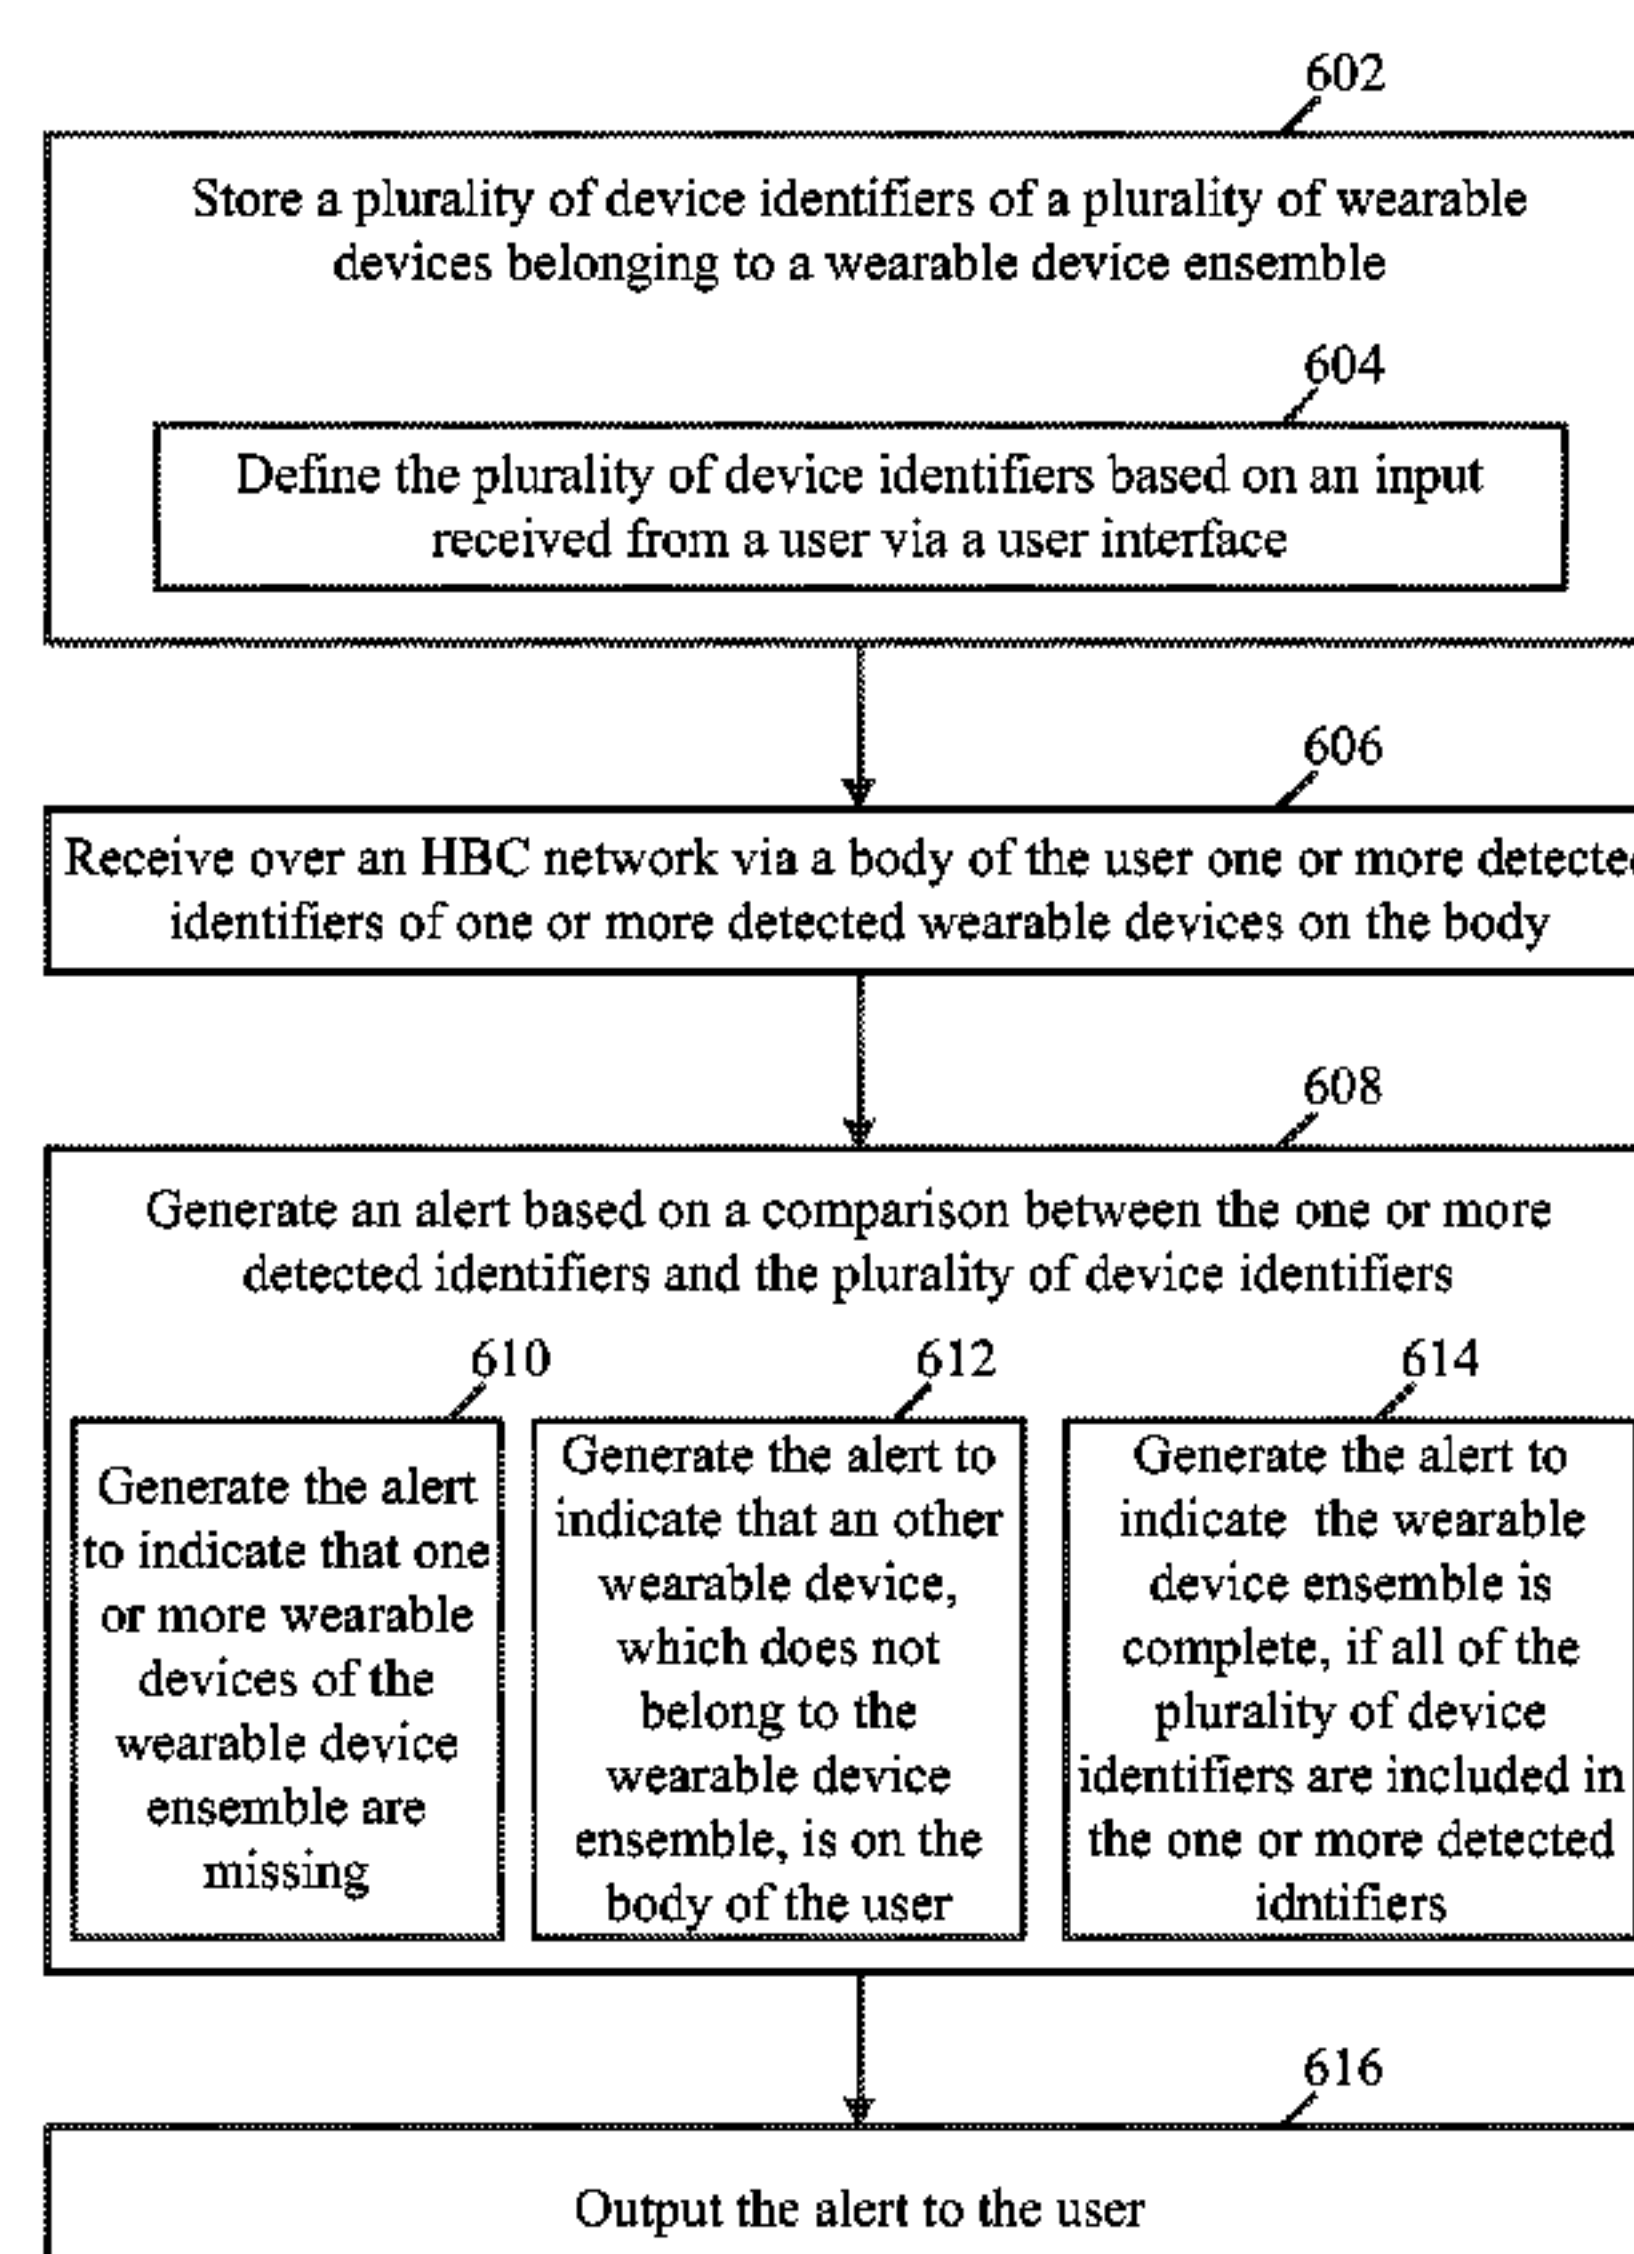 602
Store a plurality of device identifiers of a plurality of wearable
devices belonging to a wearable device ensemble
604
Define the plurality of device identifiers based on an input
received from a user via a user interface
606
Receive over an HBC network via a body of the user one or more detected
identifiers of one or more detected wearable devices on the body
608
Generate an alert based on a comparison between the one or more
detected identifiers and the plurality of device identifiers
610
Generate the alert
to indicate that one
or more wearable
devices of the
wearable device
ensemble are
missing
612
Generate the alert to
indicate that an other
wearable device,
which does not
belong to the
wearable device
ensemble, is on the
body of the user
614
Generate the alert to
indicate the wearable
device ensemble is
complete, if all of the
plurality of device
identifiers are included in
the one or more detected
idntifiers
616
Output the alert to the user